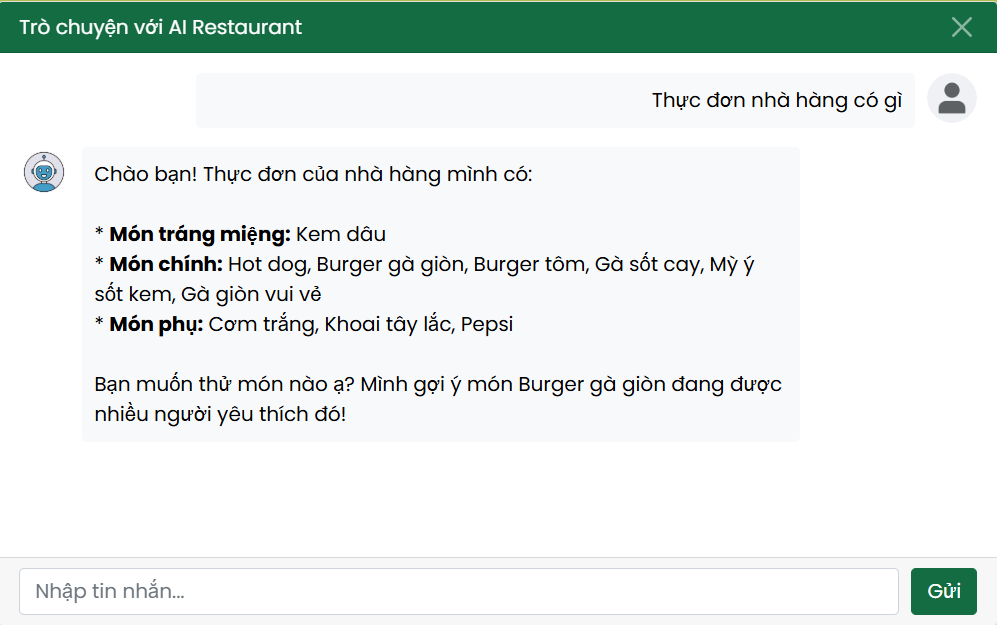 Trò chuyện với AI Restaurant
Thực đơn nhà hàng có gì
Chào bạn! Thực đơn của nhà hàng mình có:
* Món tráng miệng: Kem dâu
* Món chính: Hot dog, Burger gà giòn, Burger tôm, Gà sốt cay, Mỳ ý
sốt kem, Gà giòn vui vẻ
* Món phụ: Cơm trắng, Khoai tây lắc, Pepsi
Bạn muốn thử món nào ạ? Mình gợi ý món Burger gà giòn đang được
nhiều người yêu thích đó!
Nhập tin nhắn...
Gửi